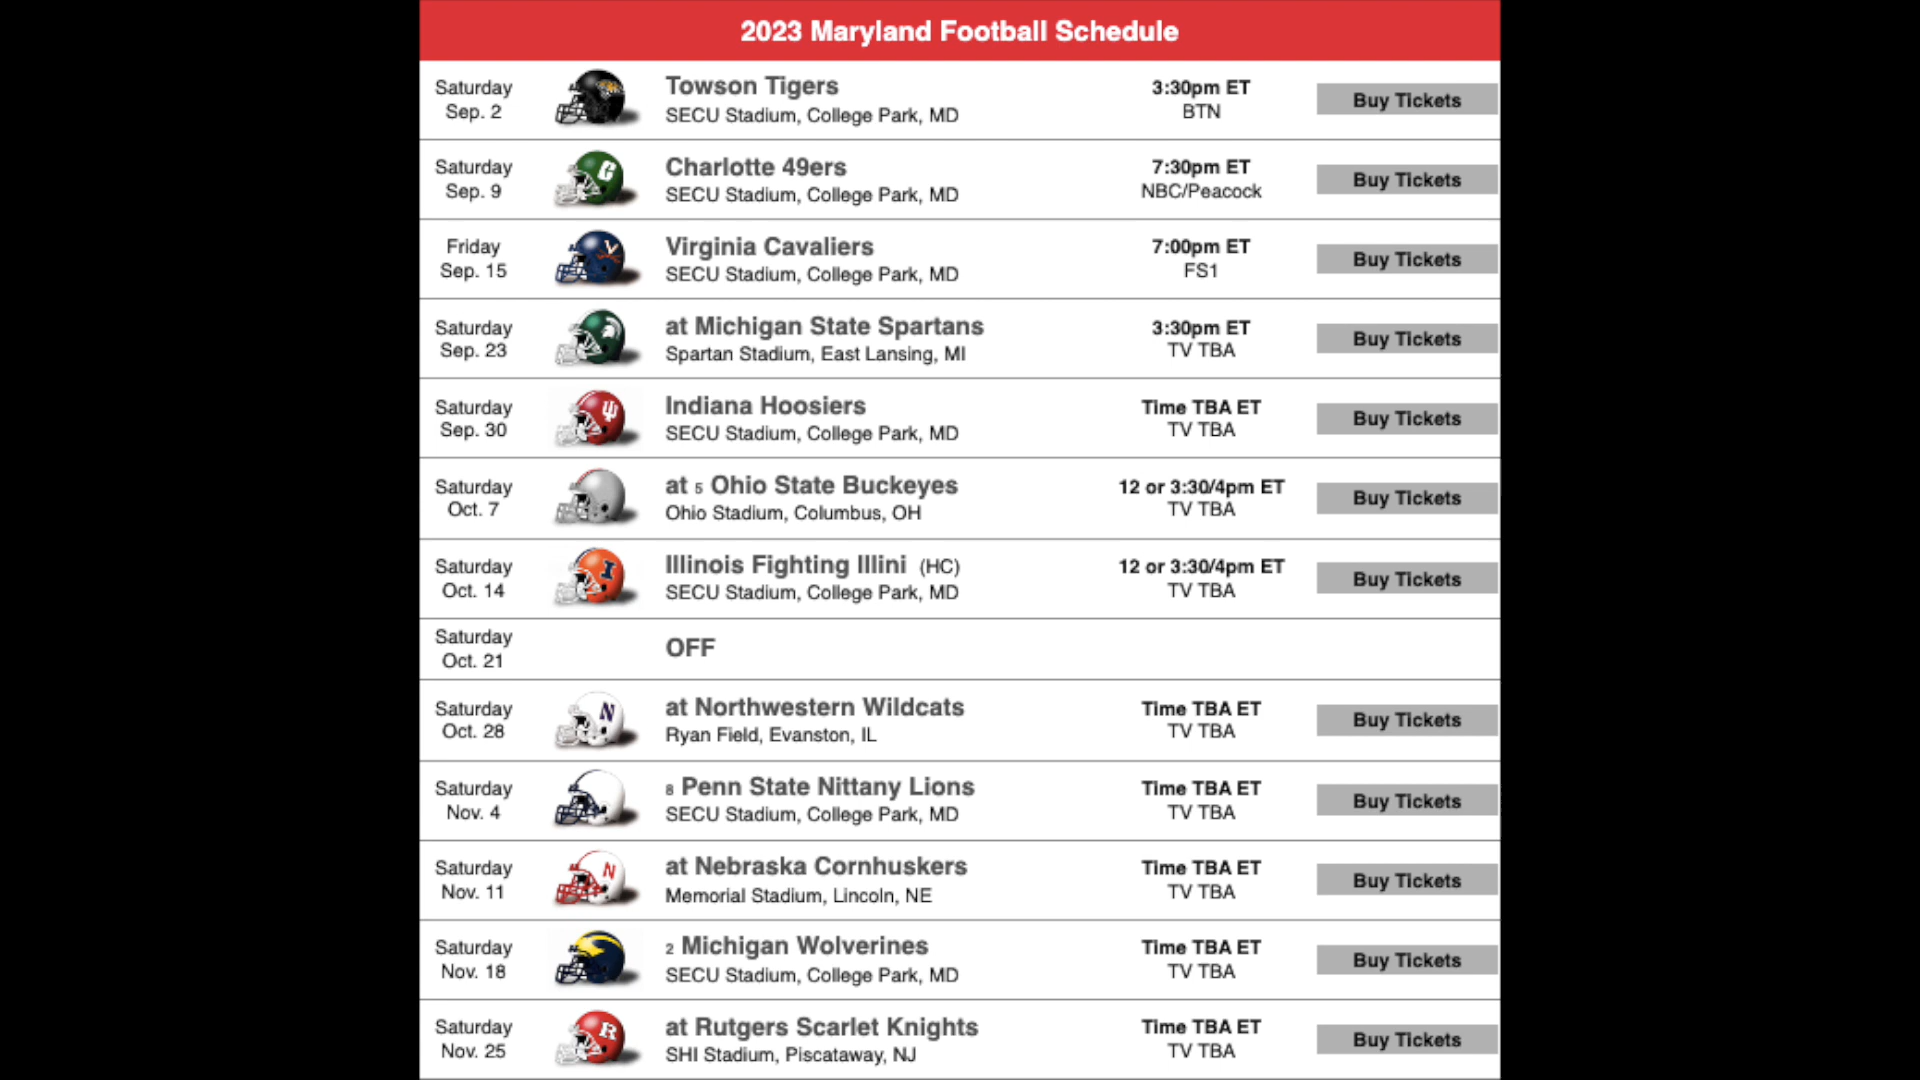 2023 Maryland Football Schedule
Saturday
Sep. 2
Towson Tigers
SECU Stadium, College Park, MD
3:30pm ET
BTN
Buy Tickets
Saturday
Sep. 9
C
Charlotte 49ers
SECU Stadium, College Park, MD
7:30pm ET
NBC/Peacock
Buy Tickets
Friday
Sep. 15
V
Virginia Cavaliers
SECU Stadium, College Park, MD
7:00pm ET
FS1
Buy Tickets
Saturday
Sep. 23
at Michigan State Spartans
Spartan Stadium, East Lansing, MI
3:30pm ET
TV TBA
Buy Tickets
Saturday
Sep. 30
Indiana Hoosiers
SECU Stadium, College Park, MD
Time TBA ET
TV TBA
Buy Tickets
Saturday
Oct. 7
at 5 Ohio State Buckeyes
Ohio Stadium, Columbus, OH
12 or 3:30/4pm ET
TV TBA
Buy Tickets
Saturday
Oct. 14
I
Illinois Fighting Illini (HC)
SECU Stadium, College Park, MD
12 or 3:30/4pm ET
TV TBA
Buy Tickets
Saturday
Oct. 21
OFF
Saturday
Oct. 28
N
at Northwestern Wildcats
Ryan Field, Evanston, IL
Time TBA ET
TV TBA
Buy Tickets
Saturday
Nov. 4
8 Penn State Nittany Lions
SECU Stadium, College Park, MD
Time TBA ET
TV TBA
Buy Tickets
Saturday
Nov. 11
N
at Nebraska Cornhuskers
Memorial Stadium, Lincoln, NE
Time TBA ET
TV TBA
Buy Tickets
Saturday
Nov. 18
2 Michigan Wolverines
SECU Stadium, College Park, MD
Time TBA ET
TV TBA
Buy Tickets
Saturday
Nov. 25
R
at Rutgers Scarlet Knights
SHI Stadium, Piscataway, NJ
Time TBA ET
TV TBA
Buy Tickets